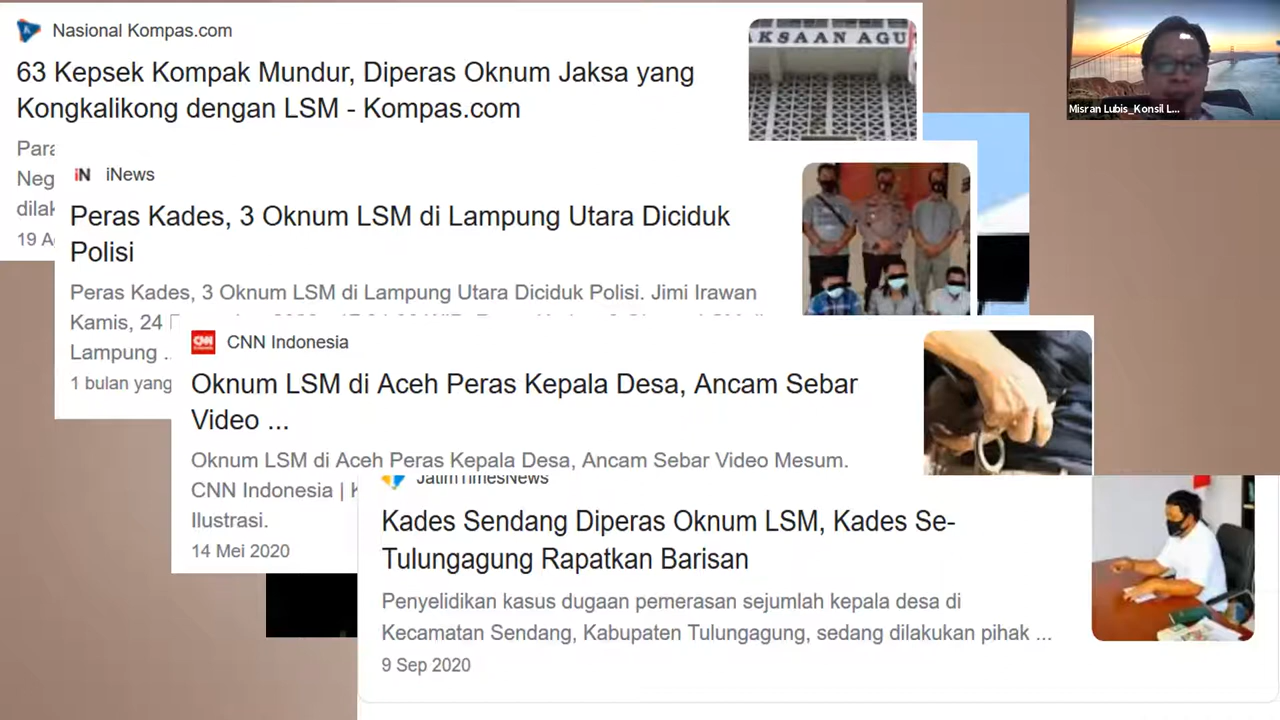 Nasional Kompas.com
63 Kepsek Kompak Mundur, Diperas Oknum Jaksa yang
Kongkalikong dengan LSM - Kompas.com
Para
Neg
dilak
19 A
AKSAAN AGU
Misran Lubis_Konsil L...
iN iNews
Peras Kades, 3 Oknum LSM di Lampung Utara Diciduk
Polisi
Peras Kades, 3 Oknum LSM di Lampung Utara Diciduk Polisi. Jimi Irawan
Kamis, 24
Lampung ..
1 bulan yang
CNN CNN Indonesia
Oknum LSM di Aceh Peras Kepala Desa, Ancam Sebar
Video ...
Oknum LSM di Aceh Peras Kepala Desa, Ancam Sebar Video Mesum.
CNN Indonesia | K
Ilustrasi.
14 Mei 2020
JatimTimesNews
Kades Sendang Diperas Oknum LSM, Kades Se-
Tulungagung Rapatkan Barisan
Penyelidikan kasus dugaan pemerasan sejumlah kepala desa di
Kecamatan Sendang, Kabupaten Tulungagung, sedang dilakukan pihak ...
9 Sep 2020